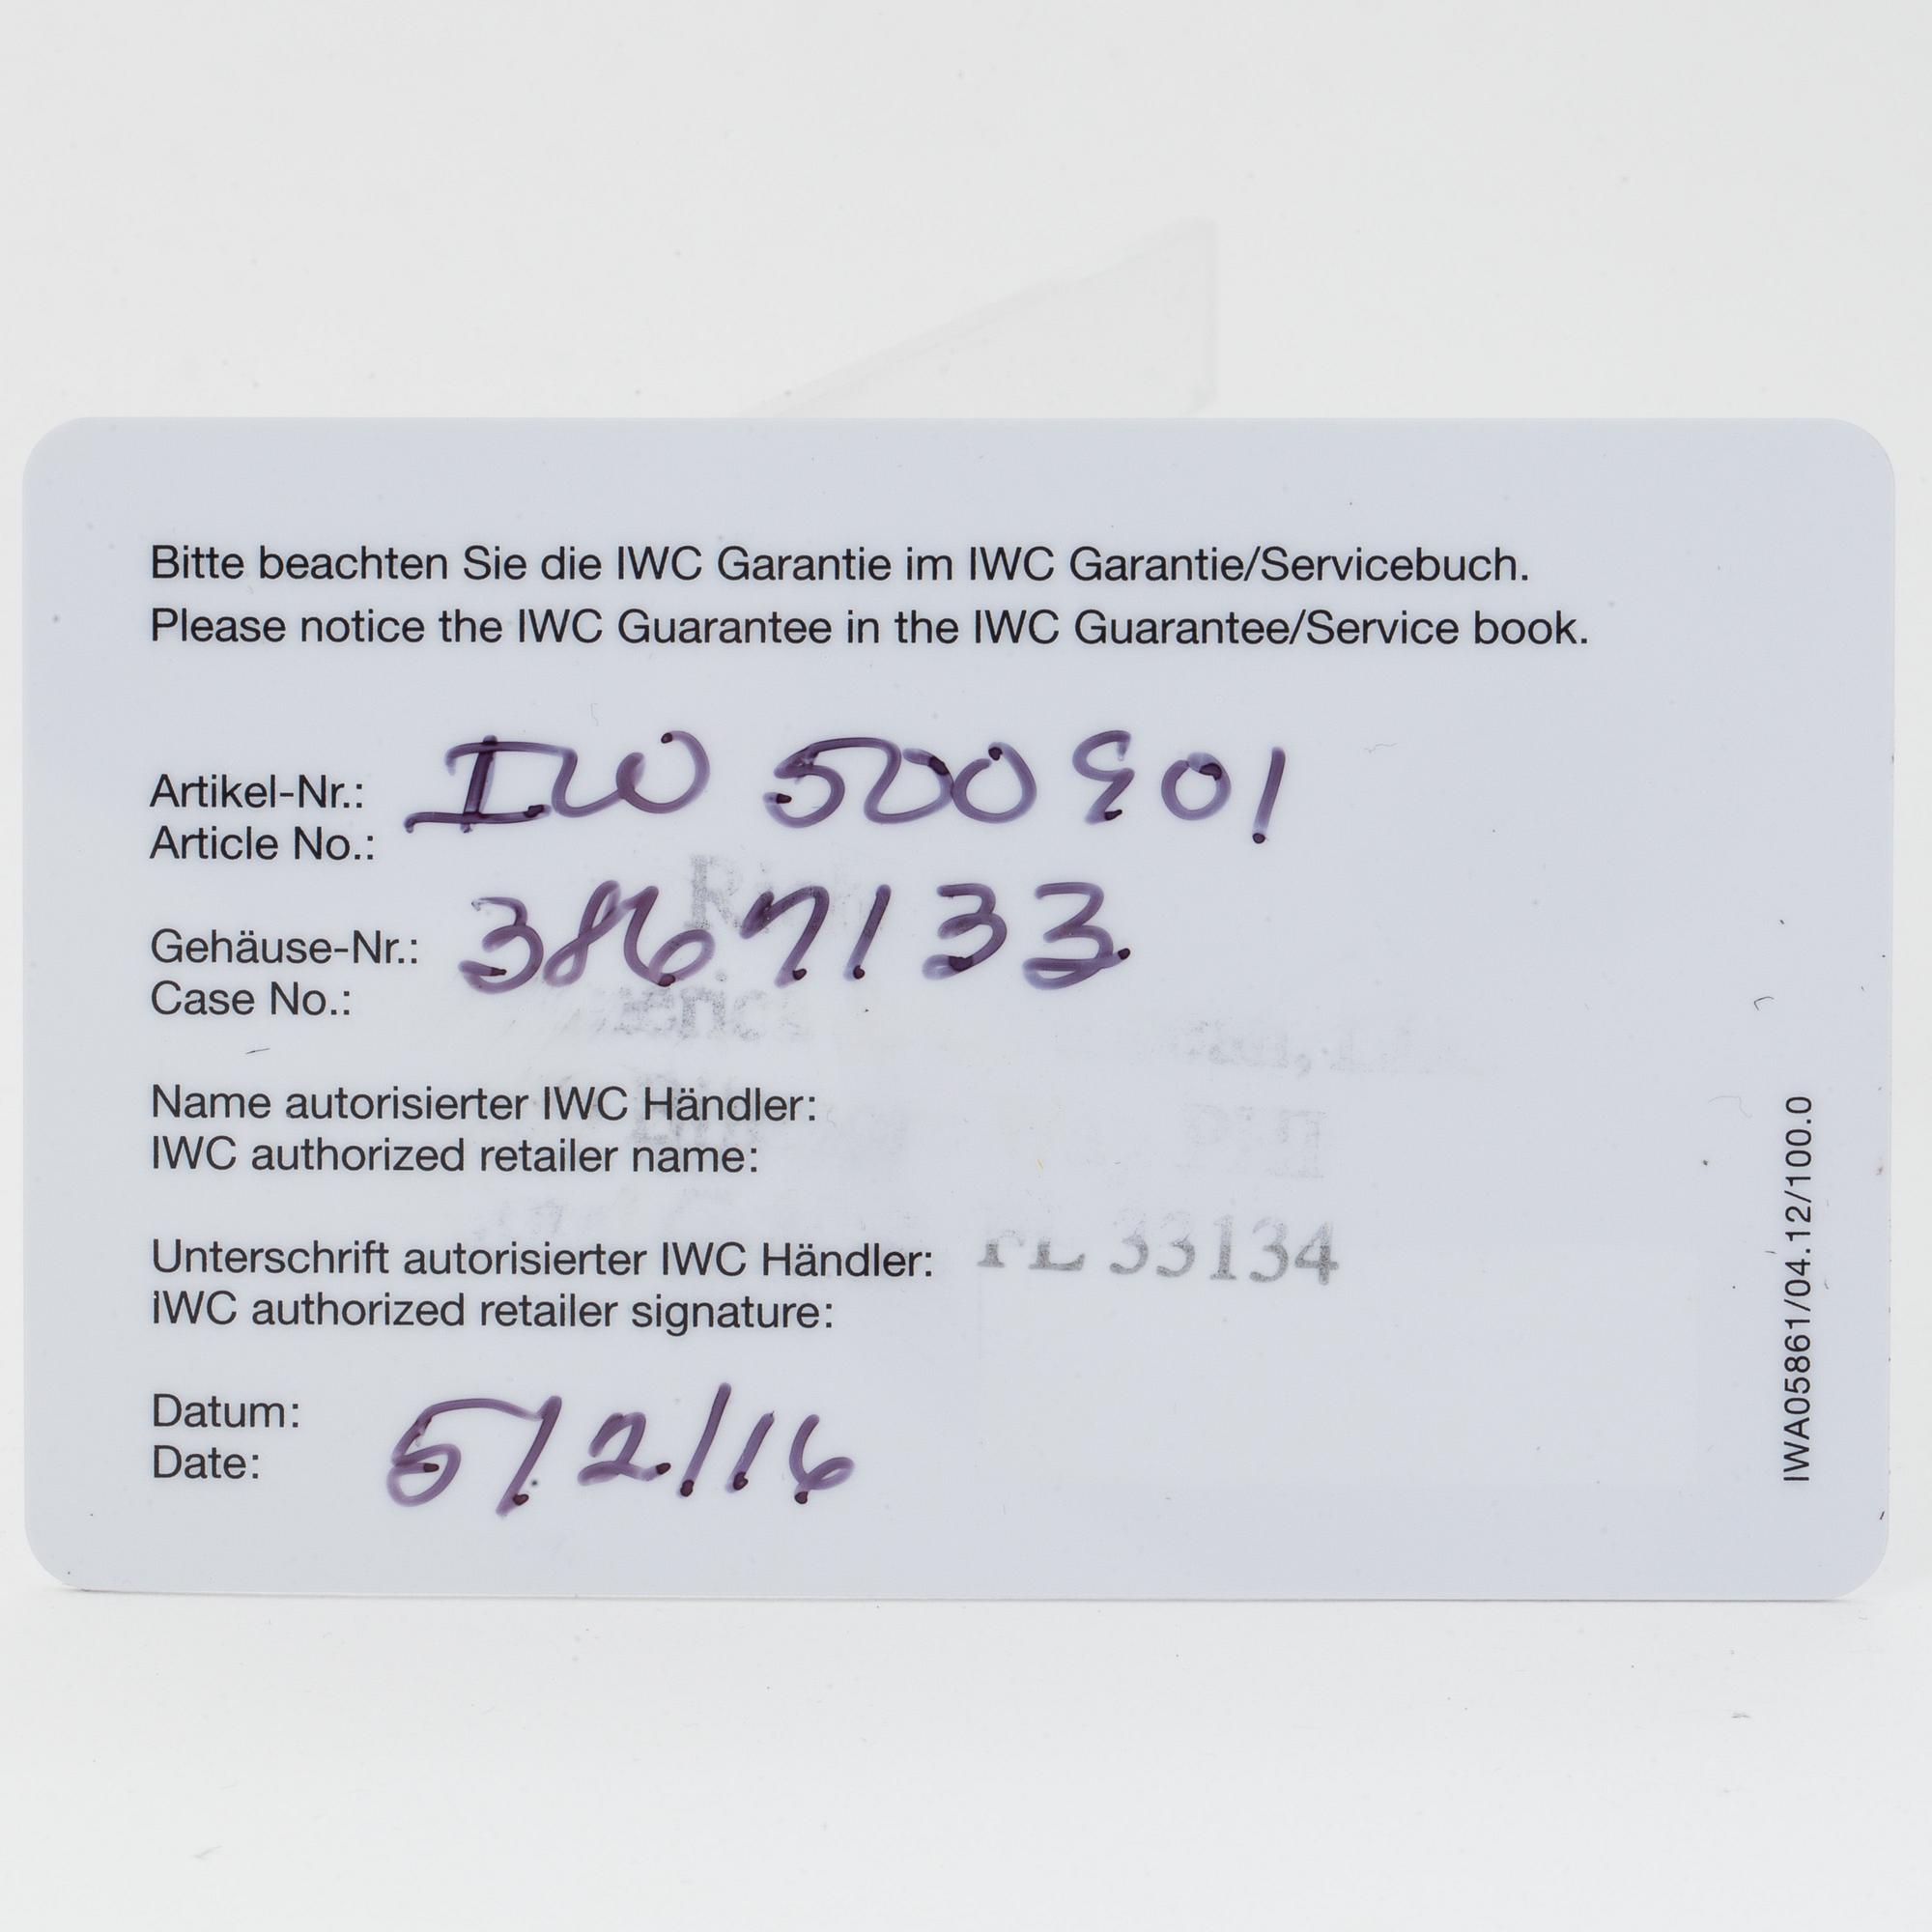 Bitte beachten Sie die IWC Garantie im IWC Garantie/Servicebuch.
Please notice the IWC Guarantee in the IWC Guarantee/Service book.
Artikel-Nr.: IW 500901
Article No.:
Gehäuse-Nr.: 3867133
Case No.:
Name autorisierter IWC Händler:
IWC authorized retailer name:
Unterschrift autorisierter IWC Händler: FL 33134
IWC authorized retailer signature:
Datum: 5/2/16
Date:
IWA05861/04.12/100.0